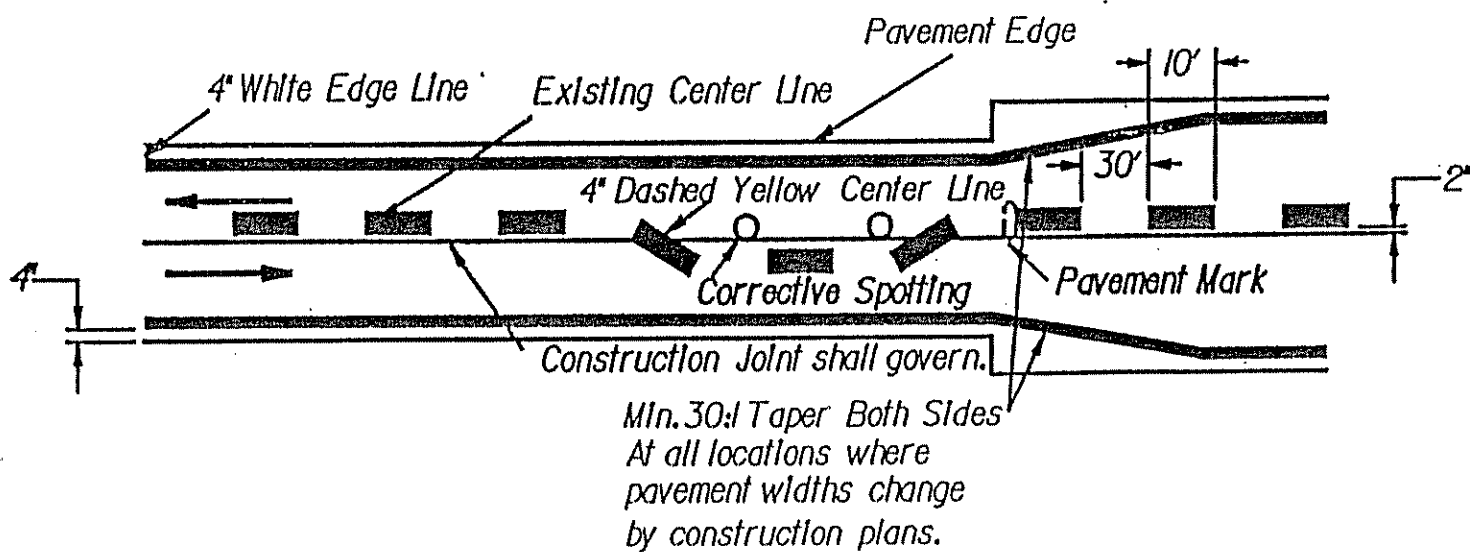 Pavement Edge
10'
4" White Edge Line
Existing Center Line
30'
2"
4" Dashed Yellow Center Line
4"
Corrective Spotting
Pavement Mark
Construction Joint shall govern.
Min. 30:1 Taper Both Sides
At all locations where
pavement widths change
by construction plans.